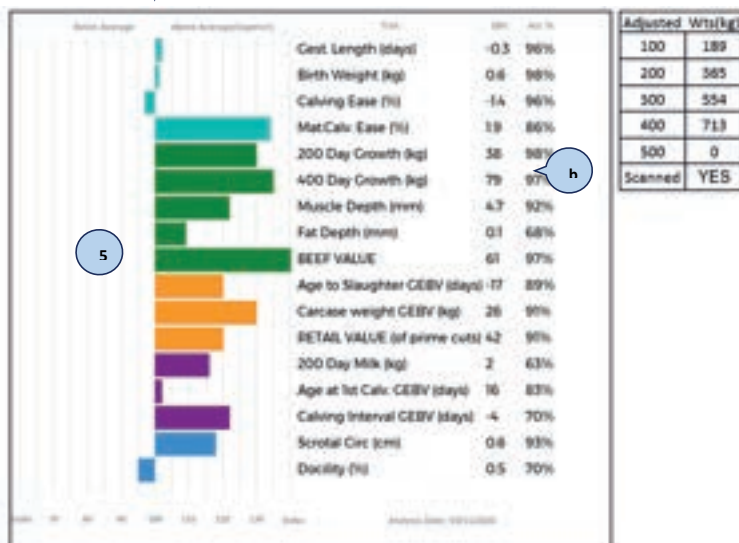 Below Average Above Average
Gest. Length (days) -0.3 96%
Birth Weight (kg) 0.6 98%
Calving Ease (%) -1.4 96%
Mat.Calv. Ease (%) 1.9 86%
200 Day Growth (kg) 38 98%
400 Day Growth (kg) 79 97%
Muscle Depth (mm) 4.7 92%
Fat Depth (mm) 0.1 68%
BEEF VALUE 61 97%
Age to Slaughter GEBV (days) -17 89%
Carcase weight GEBV (kg) 26 91%
RETAIL VALUE (of prime cuts) 42 91%
200 Day Milk (kg) 2 63%
Age at 1st Calv. GEBV (days) 16 83%
Calving Interval GEBV (days) -4 70%
Scrotal Circ (cm) 0.6 93%
Docility (%) 0.5 70%
5
Adjusted Wts(kg)
100 189
200 365
300 554
400 713
500 0
Scanned YES